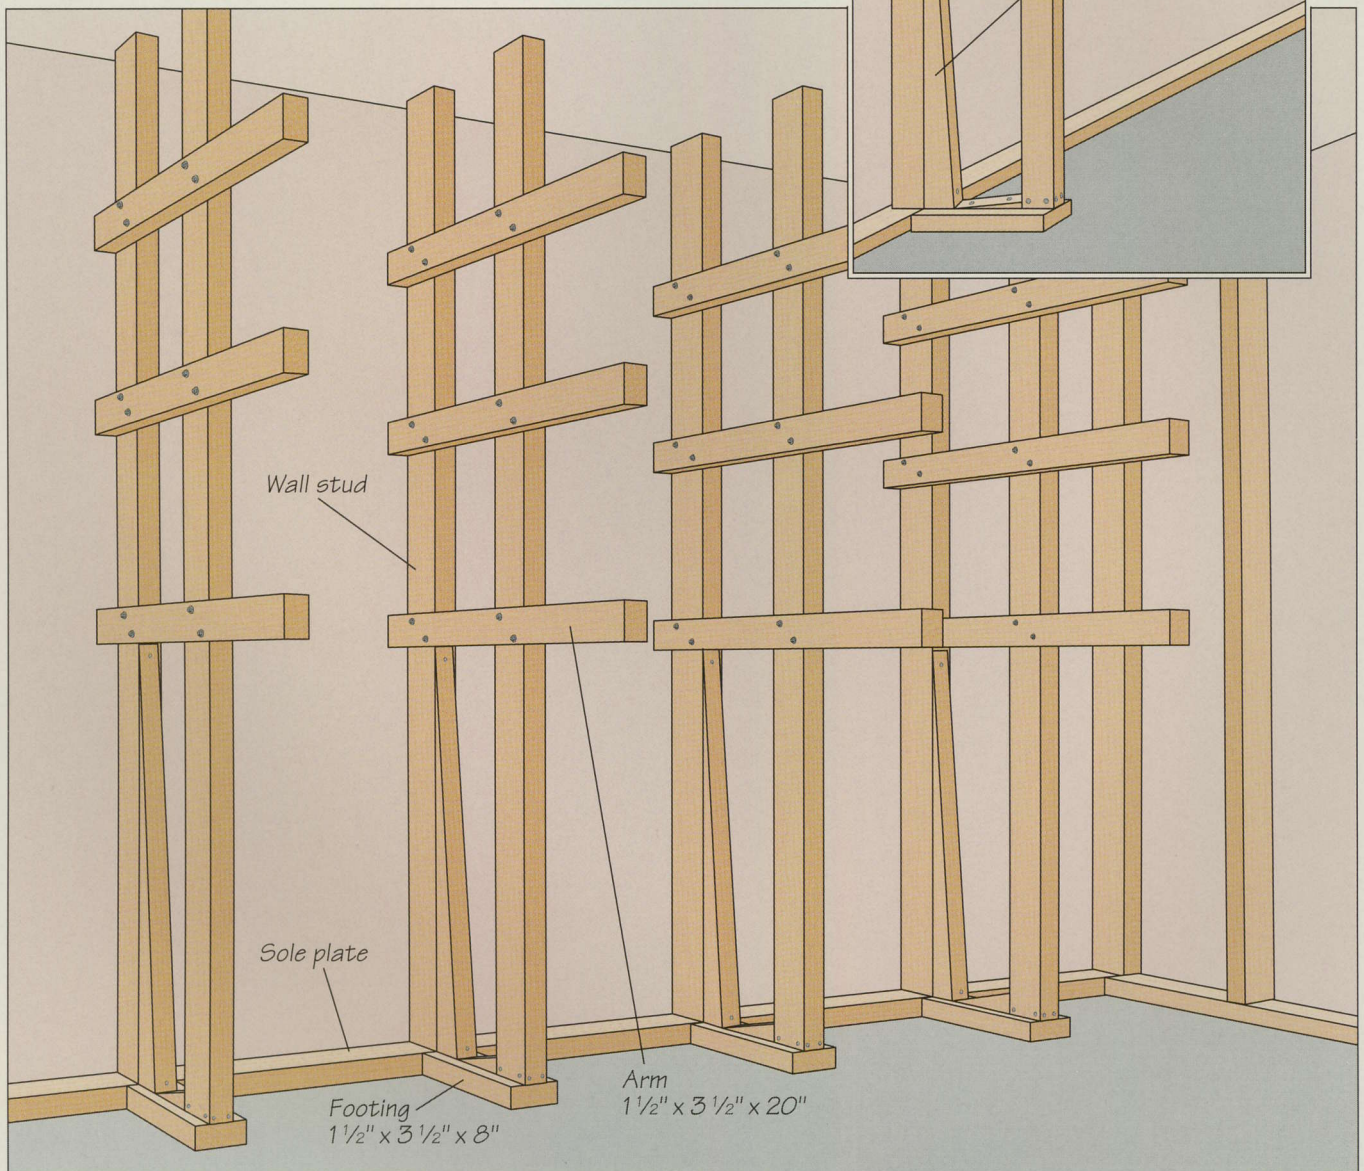 Wall stud
Sole plate
Footing
1 1/2" x 3 1/2" x 8"
Arm
1 1/2" x 3 1/2" x 20"